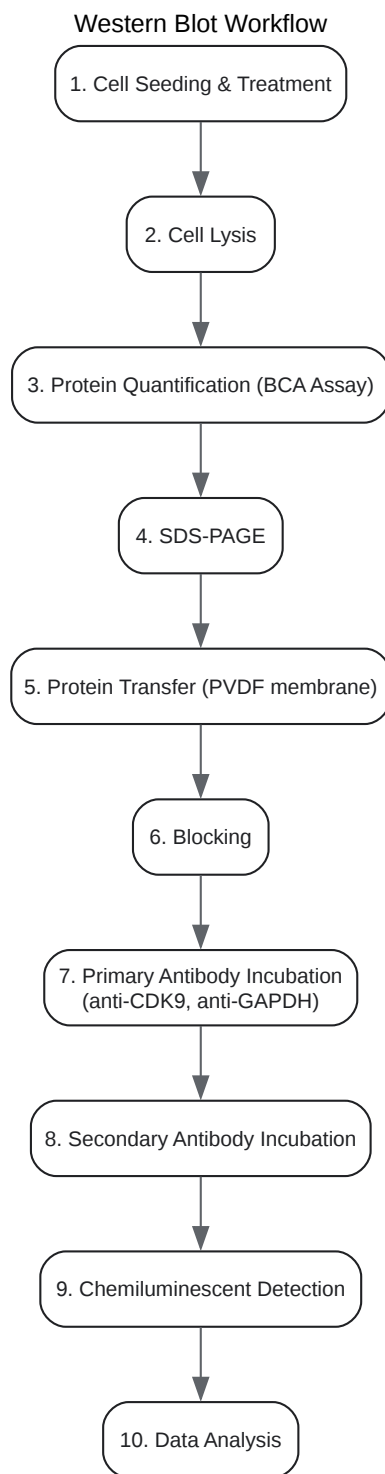 Western Blot Workflow
1. Cell Seeding & Treatment
2. Cell Lysis
3. Protein Quantification (BCA Assay)
4. SDS-PAGE
5. Protein Transfer (PVDF membrane)
6. Blocking
7. Primary Antibody Incubation
(anti-CDK9, anti-GAPDH)
8. Secondary Antibody Incubation
9. Chemiluminescent Detection
10. Data Analysis